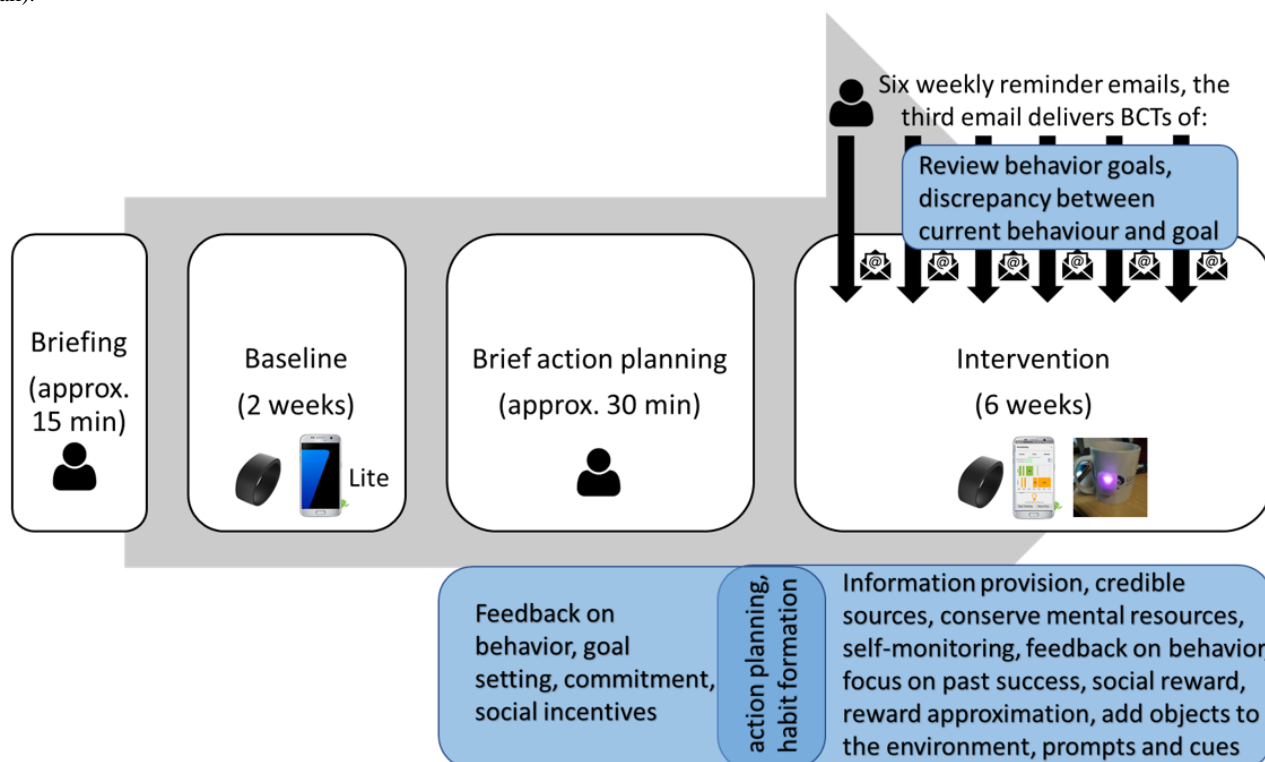 Six weekly reminder emails, the
third email delivers BCTs of:
Review behavior goals,
discrepancy between
current behaviour and goal
Briefing
(approx.
15 min)
Baseline
(2 weeks)
Lite
Brief action planning
(approx. 30 min)
Intervention
(6 weeks)
Feedback on
behavior, goal
setting, commitment,
social incentives
action planning,
habit formation
Information provision, credible
sources, conserve mental resources,
self-monitoring, feedback on behavior,
focus on past success, social reward,
reward approximation, add objects to
the environment, prompts and cues